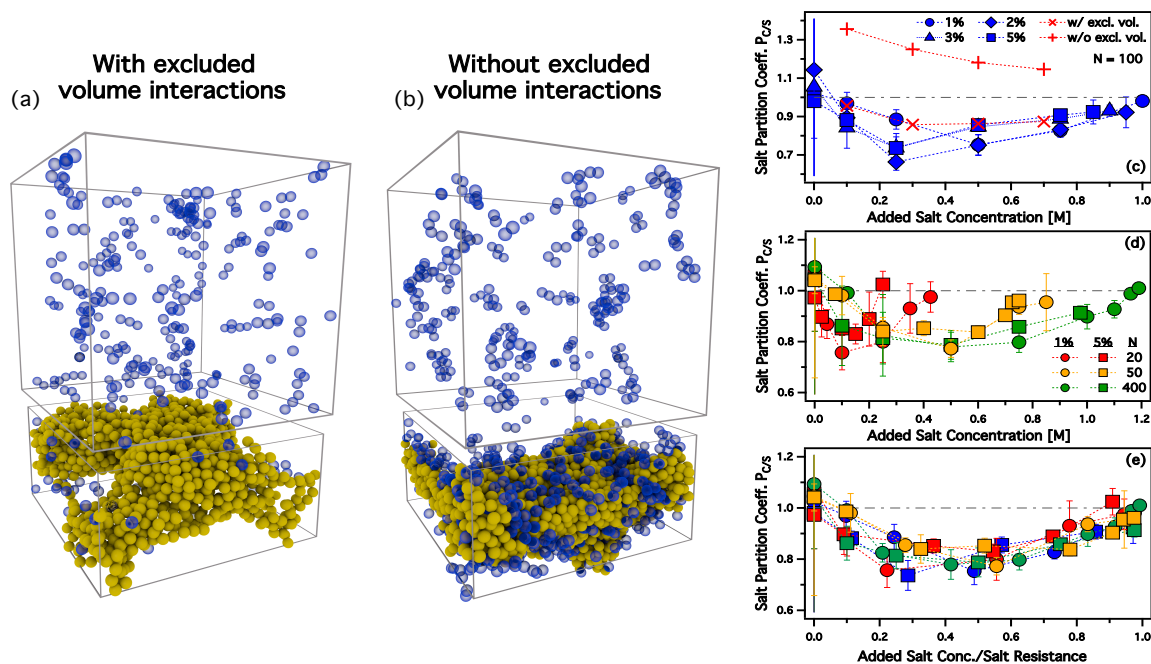 With excluded
volume interactions
(a)
Without excluded
volume interactions
(b)
Salt Partition Coeff. P_C/S
1.3
1.1
0.9
0.7
1% 2% w/ excl. vol.
3% 5% w/o excl. vol.
N = 100
(c)
0.0 0.2 0.4 0.6 0.8 1.0
Added Salt Concentration [M]
Salt Partition Coeff. P_C/S
1.2
1.0
0.8
0.6
(d)
1% 5% N
20
50
400
0.0 0.2 0.4 0.6 0.8 1.0 1.2
Added Salt Concentration [M]
Salt Partition Coeff. P_C/S
1.2
1.0
0.8
0.6
(e)
0.0 0.2 0.4 0.6 0.8 1.0
Added Salt Conc./Salt Resistance